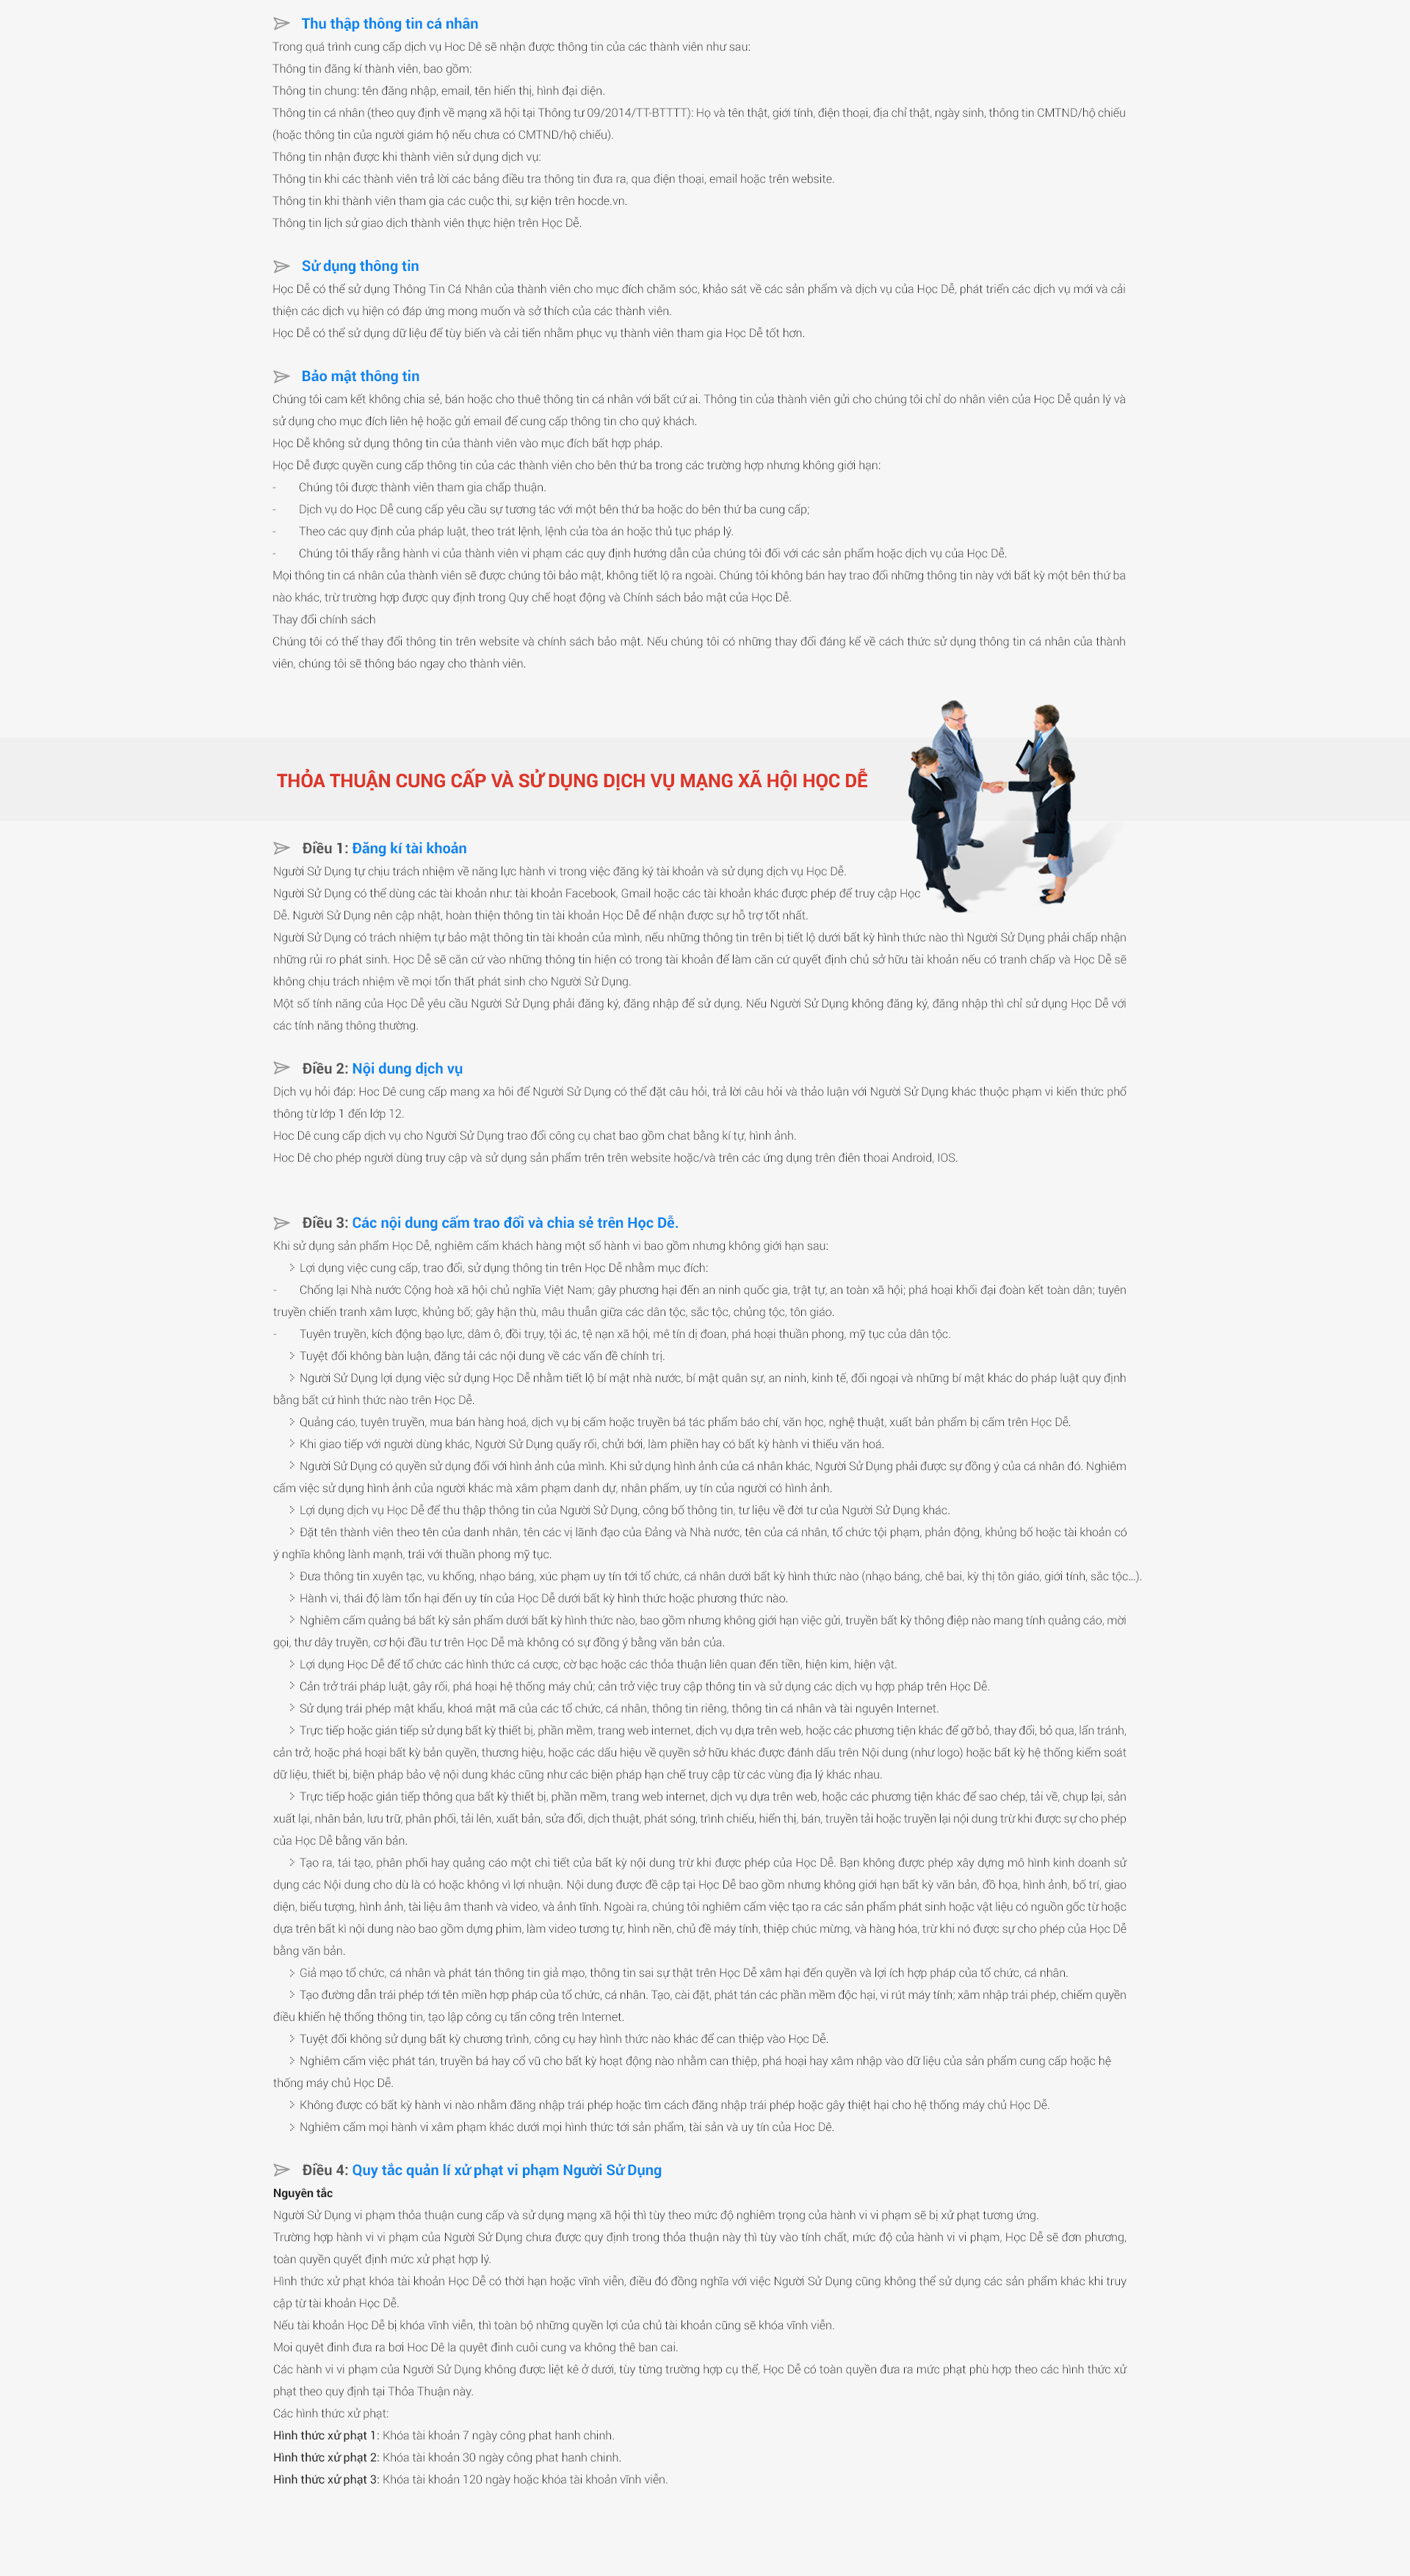 Thu thập thông tin cá nhân
Trong quá trình cung cấp dịch vụ Hoc Dê sẽ nhận được thông tin của các thành viên như sau:
Thông tin đăng kí thành viên, bao gồm:
Thông tin chung: tên đăng nhập, email, tên hiển thị, hình đại diện.
Thông tin cá nhân (theo quy định về mạng xã hội tại Thông tư 09/2014/TT-BTTTT): Họ và tên thật, giới tính, điện thoại, địa chỉ thật, ngày sinh, thông tin CMTND/hộ chiếu
(hoặc thông tin của người giám hộ nếu chưa có CMTND/hộ chiếu).
Thông tin nhận được khi thành viên sử dụng dịch vụ:
Thông tin khi các thành viên trả lời các bảng điều tra thông tin đưa ra, qua điện thoại, email hoặc trên website.
Thông tin khi thành viên tham gia các cuộc thi, sự kiện trên hocde.vn.
Thông tin lịch sử giao dịch thành viên thực hiện trên Học Dễ.
Sử dụng thông tin
Học Dễ có thể sử dụng Thông Tin Cá Nhân của thành viên cho mục đích chăm sóc, khảo sát về các sản phẩm và dịch vụ của Học Dễ, phát triển các dịch vụ mới và cải
thiện các dịch vụ hiện có đáp ứng mong muốn và sở thích của các thành viên.
Học Dễ có thể sử dụng dữ liệu để tùy biến và cải tiến nhằm phục vụ thành viên tham gia Học Dễ tốt hơn.
Bảo mật thông tin
Chúng tôi cam kết không chia sẻ, bán hoặc cho thuê thông tin cá nhân với bất cứ ai. Thông tin của thành viên gửi cho chúng tôi chỉ do nhân viên của Học Dễ quản lý và
sử dụng cho mục đích liên hệ hoặc gửi email để cung cấp thông tin cho quý khách.
Học Dễ không sử dụng thông tin của thành viên vào mục đích bất hợp pháp.
Học Dễ được quyền cung cấp thông tin của các thành viên cho bên thứ ba trong các trường hợp nhưng không giới hạn:
- Chúng tôi được thành viên tham gia chấp thuận.
- Dịch vụ do Học Dễ cung cấp yêu cầu sự tương tác với một bên thứ ba hoặc do bên thứ ba cung cấp;
- Theo các quy định của pháp luật, theo trát lệnh, lệnh của tòa án hoặc thủ tục pháp lý.
- Chúng tôi thấy rằng hành vi của thành viên vi phạm các quy định hướng dẫn của chúng tôi đối với các sản phẩm hoặc dịch vụ của Học Dễ.
Mọi thông tin cá nhân của thành viên sẽ được chúng tôi bảo mật, không tiết lộ ra ngoài. Chúng tôi không bán hay trao đổi những thông tin này với bất kỳ một bên thứ ba
nào khác, trừ trường hợp được quy định trong Quy chế hoạt động và Chính sách bảo mật của Học Dễ.
Thay đổi chính sách
Chúng tôi có thể thay đổi thông tin trên website và chính sách bảo mật. Nếu chúng tôi có những thay đổi đáng kể về cách thức sử dụng thông tin cá nhân của thành
viên, chúng tôi sẽ thông báo ngay cho thành viên.
THỎA THUẬN CUNG CẤP VÀ SỬ DỤNG DỊCH VỤ MẠNG XÃ HỘI HỌC DỄ
Điều 1: Đăng kí tài khoản
Người Sử Dụng tự chịu trách nhiệm về năng lực hành vi trong việc đăng ký tài khoản và sử dụng dịch vụ Học Dễ.
Người Sử Dụng có thể dùng các tài khoản như: tài khoản Facebook, Gmail hoặc các tài khoản khác được phép để truy cập Học
Dễ. Người Sử Dụng nên cập nhật, hoàn thiện thông tin tài khoản Học Dễ để nhận được sự hỗ trợ tốt nhất.
Người Sử Dụng có trách nhiệm tự bảo mật thông tin tài khoản của mình, nếu những thông tin trên bị tiết lộ dưới bất kỳ hình thức nào thì Người Sử Dụng phải chấp nhận
những rủi ro phát sinh. Học Dễ sẽ căn cứ vào những thông tin hiện có trong tài khoản để làm căn cứ quyết định chủ sở hữu tài khoản nếu có tranh chấp và Học Dễ sẽ
không chịu trách nhiệm về mọi tổn thất phát sinh cho Người Sử Dụng.
Một số tính năng của Học Dễ yêu cầu Người Sử Dụng phải đăng ký, đăng nhập để sử dụng. Nếu Người Sử Dụng không đăng ký, đăng nhập thì chỉ sử dụng Học Dễ với
các tính năng thông thường.
Điều 2: Nội dung dịch vụ
Dịch vụ hỏi đáp: Hoc Dê cung cấp mang xa hôi để Người Sử Dụng có thể đặt câu hỏi, trả lời câu hỏi và thảo luận với Người Sử Dụng khác thuộc phạm vi kiến thức phổ
thông từ lớp 1 đến lớp 12.
Hoc Dê cung cấp dịch vụ cho Người Sử Dụng trao đổi công cụ chat bao gồm chat bằng kí tự, hình ảnh.
Hoc Dê cho phép người dùng truy cập và sử dụng sản phẩm trên trên website hoặc/và trên các ứng dụng trên điên thoai Android, IOS.
Điều 3: Các nội dung cấm trao đổi và chia sẻ trên Học Dễ.
Khi sử dụng sản phẩm Học Dễ, nghiêm cấm khách hàng một số hành vi bao gồm nhưng không giới hạn sau:
> Lợi dụng việc cung cấp, trao đổi, sử dụng thông tin trên Học Dễ nhằm mục đích:
- Chống lại Nhà nước Cộng hoà xã hội chủ nghĩa Việt Nam; gây phương hại đến an ninh quốc gia, trật tự, an toàn xã hội; phá hoại khối đại đoàn kết toàn dân; tuyên
truyền chiến tranh xâm lược, khủng bố; gây hận thù, mâu thuẫn giữa các dân tộc, sắc tộc, chủng tộc, tôn giáo.
- Tuyên truyền, kích động bạo lực, dâm ô, đồi trụy, tội ác, tệ nạn xã hội, mê tín dị đoan, phá hoại thuần phong, mỹ tục của dân tộc.
> Tuyệt đối không bàn luận, đăng tải các nội dung về các vấn đề chính trị.
> Người Sử Dụng lợi dụng việc sử dụng Học Dễ nhằm tiết lộ bí mật nhà nước, bí mật quân sự, an ninh, kinh tế, đối ngoại và những bí mật khác do pháp luật quy định
bằng bất cứ hình thức nào trên Học Dễ.
> Quảng cáo, tuyên truyền, mua bán hàng hoá, dịch vụ bị cấm hoặc truyền bá tác phẩm báo chí, văn học, nghệ thuật, xuất bản phẩm bị cấm trên Học Dễ.
> Khi giao tiếp với người dùng khác, Người Sử Dụng quấy rối, chửi bới, làm phiền hay có bất kỳ hành vi thiếu văn hoá.
> Người Sử Dụng có quyền sử dụng đối với hình ảnh của mình. Khi sử dụng hình ảnh của cá nhân khác, Người Sử Dụng phải được sự đồng ý của cá nhân đó. Nghiêm
cấm việc sử dụng hình ảnh của người khác mà xâm phạm danh dự, nhân phẩm, uy tín của người có hình ảnh.
> Lợi dụng dịch vụ Học Dễ để thu thập thông tin của Người Sử Dụng, công bố thông tin, tư liệu về đời tư của Người Sử Dụng khác.
> Đặt tên thành viên theo tên của danh nhân, tên các vị lãnh đạo của Đảng và Nhà nước, tên của cá nhân, tổ chức tội phạm, phản động, khủng bố hoặc tài khoản có
ý nghĩa không lành mạnh, trái với thuần phong mỹ tục.
> Đưa thông tin xuyên tạc, vu khống, nhạo báng, xúc phạm uy tín tới tổ chức, cá nhân dưới bất kỳ hình thức nào (nhạo báng, chê bai, kỳ thị tôn giáo, giới tính, sắc tộc…).
> Hành vi, thái độ làm tổn hại đến uy tín của Học Dễ dưới bất kỳ hình thức hoặc phương thức nào.
> Nghiêm cấm quảng bá bất kỳ sản phẩm dưới bất kỳ hình thức nào, bao gồm nhưng không giới hạn việc gửi, truyền bất kỳ thông điệp nào mang tính quảng cáo, mời
gọi, thư dây truyền, cơ hội đầu tư trên Học Dễ mà không có sự đồng ý bằng văn bản của.
> Lợi dụng Học Dễ để tổ chức các hình thức cá cược, cờ bạc hoặc các thỏa thuận liên quan đến tiền, hiện kim, hiện vật.
> Cản trở trái pháp luật, gây rối, phá hoại hệ thống máy chủ; cản trở việc truy cập thông tin và sử dụng các dịch vụ hợp pháp trên Học Dễ.
> Sử dụng trái phép mật khẩu, khoá mật mã của các tổ chức, cá nhân, thông tin riêng, thông tin cá nhân và tài nguyên Internet.
> Trực tiếp hoặc gián tiếp sử dụng bất kỳ thiết bị, phần mềm, trang web internet, dịch vụ dựa trên web, hoặc các phương tiện khác để gỡ bỏ, thay đổi, bỏ qua, lẩn tránh,
cản trở, hoặc phá hoại bất kỳ bản quyền, thương hiệu, hoặc các dấu hiệu về quyền sở hữu khác được đánh dấu trên Nội dung (như logo) hoặc bất kỳ hệ thống kiểm soát
dữ liệu, thiết bị, biện pháp bảo vệ nội dung khác cũng như các biện pháp hạn chế truy cập từ các vùng địa lý khác nhau.
> Trực tiếp hoặc gián tiếp thông qua bất kỳ thiết bị, phần mềm, trang web internet, dịch vụ dựa trên web, hoặc các phương tiện khác để sao chép, tải về, chụp lại, sản
xuất lại, nhân bản, lưu trữ, phân phối, tải lên, xuất bản, sửa đổi, dịch thuật, phát sóng, trình chiếu, hiển thị, bán, truyền tải hoặc truyền lại nội dung trừ khi được sự cho phép
của Học Dễ bằng văn bản.
> Tạo ra, tái tạo, phân phối hay quảng cáo một chi tiết của bất kỳ nội dung trừ khi được phép của Học Dễ. Bạn không được phép xây dựng mô hình kinh doanh sử
dụng các Nội dung cho dù là có hoặc không vì lợi nhuận. Nội dung được đề cập tại Học Dễ bao gồm nhưng không giới hạn bất kỳ văn bản, đồ họa, hình ảnh, bố trí, giao
diện, biểu tượng, hình ảnh, tài liệu âm thanh và video, và ảnh tĩnh. Ngoài ra, chúng tôi nghiêm cấm việc tạo ra các sản phẩm phát sinh hoặc vật liệu có nguồn gốc từ hoặc
dựa trên bất kì nội dung nào bao gồm dựng phim, làm video tương tự, hình nền, chủ đề máy tính, thiệp chúc mừng, và hàng hóa, trừ khi nó được sự cho phép của Học Dễ
bằng văn bản.
> Giả mạo tổ chức, cá nhân và phát tán thông tin giả mạo, thông tin sai sự thật trên Học Dễ xâm hại đến quyền và lợi ích hợp pháp của tổ chức, cá nhân.
> Tạo đường dẫn trái phép tới tên miền hợp pháp của tổ chức, cá nhân. Tạo, cài đặt, phát tán các phần mềm độc hại, vi rút máy tính; xâm nhập trái phép, chiếm quyền
điều khiển hệ thống thông tin, tạo lập công cụ tấn công trên Internet.
> Tuyệt đối không sử dụng bất kỳ chương trình, công cụ hay hình thức nào khác để can thiệp vào Học Dễ.
> Nghiêm cấm việc phát tán, truyền bá hay cổ vũ cho bất kỳ hoạt động nào nhằm can thiệp, phá hoại hay xâm nhập vào dữ liệu của sản phẩm cung cấp hoặc hệ
thống máy chủ Học Dễ.
> Không được có bất kỳ hành vi nào nhằm đăng nhập trái phép hoặc tìm cách đăng nhập trái phép hoặc gây thiệt hại cho hệ thống máy chủ Học Dễ.
> Nghiêm cấm mọi hành vi xâm phạm khác dưới mọi hình thức tới sản phẩm, tài sản và uy tín của Hoc Dê.
Điều 4: Quy tắc quản lí xử phạt vi phạm Người Sử Dụng
Nguyên tắc
Người Sử Dụng vi phạm thỏa thuận cung cấp và sử dụng mạng xã hội thì tùy theo mức độ nghiêm trọng của hành vi vi phạm sẽ bị xử phạt tương ứng.
Trường hợp hành vi vi phạm của Người Sử Dụng chưa được quy định trong thỏa thuận này thì tùy vào tính chất, mức độ của hành vi vi phạm, Học Dễ sẽ đơn phương,
toàn quyền quyết định mức xử phạt hợp lý.
Hình thức xử phạt khóa tài khoản Học Dễ có thời hạn hoặc vĩnh viễn, điều đó đồng nghĩa với việc Người Sử Dụng cũng không thể sử dụng các sản phẩm khác khi truy
cập từ tài khoản Học Dễ.
Nếu tài khoản Học Dễ bị khóa vĩnh viễn, thì toàn bộ những quyền lợi của chủ tài khoản cũng sẽ khóa vĩnh viễn.
Moi quyêt đinh đưa ra bơi Hoc Dê la quyêt đinh cuôi cung va không thê ban cai.
Các hành vi vi phạm của Người Sử Dụng không được liệt kê ở dưới, tùy từng trường hợp cụ thể, Học Dễ có toàn quyền đưa ra mức phạt phù hợp theo các hình thức xử
phạt theo quy định tại Thỏa Thuận này.
Các hình thức xử phạt:
Hình thức xử phạt 1: Khóa tài khoản 7 ngày công phat hanh chinh.
Hình thức xử phạt 2: Khóa tài khoản 30 ngày công phat hanh chinh.
Hình thức xử phạt 3: Khóa tài khoản 120 ngày hoặc khóa tài khoản vĩnh viễn.